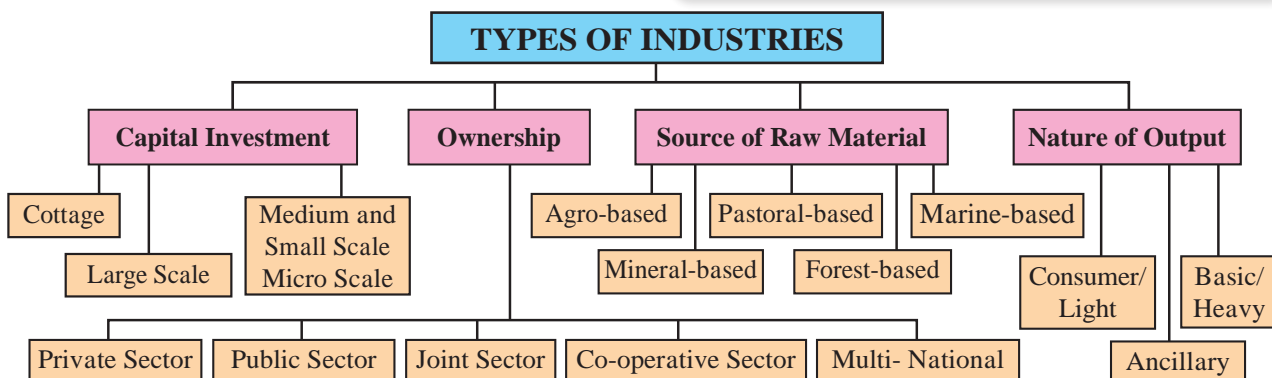 TYPES OF INDUSTRIES
Capital Investment
Ownership
Source of Raw Material
Nature of Output
Cottage
Large Scale
Medium and
Small Scale
Micro Scale
Agro-based
Mineral-based
Pastoral-based
Forest-based
Marine-based
Consumer/
Light
Basic/
Heavy
Ancillary
Private Sector
Public Sector
Joint Sector
Co-operative Sector
Multi- National